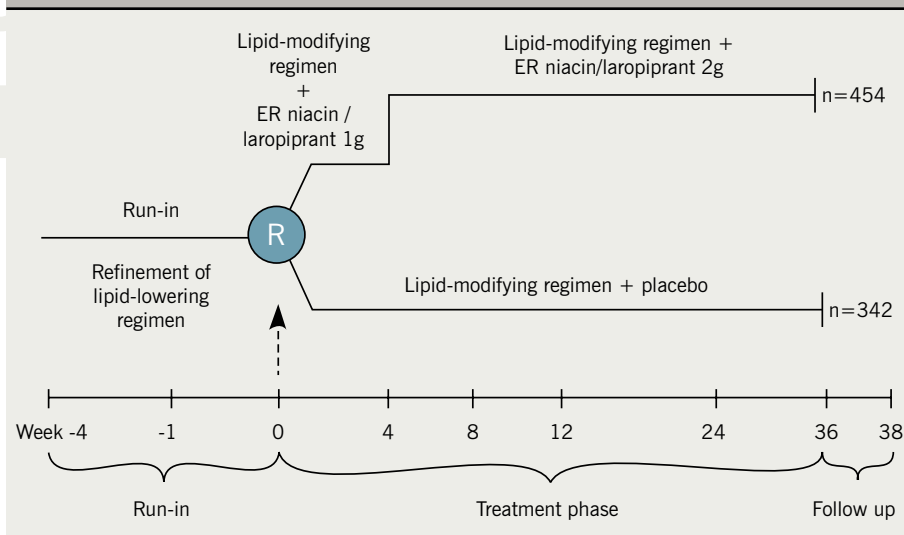 Lipid-modifying
regimen
+
ER niacin /
laropiprant 1g
Lipid-modifying regimen +
ER niacin/laropiprant 2g
n=454
Run-in
R
Refinement of
lipid-lowering
regimen
Lipid-modifying regimen + placebo
n=342
Week -4 -1 0 4 8 12 24 36 38
Run-in Treatment phase Follow up